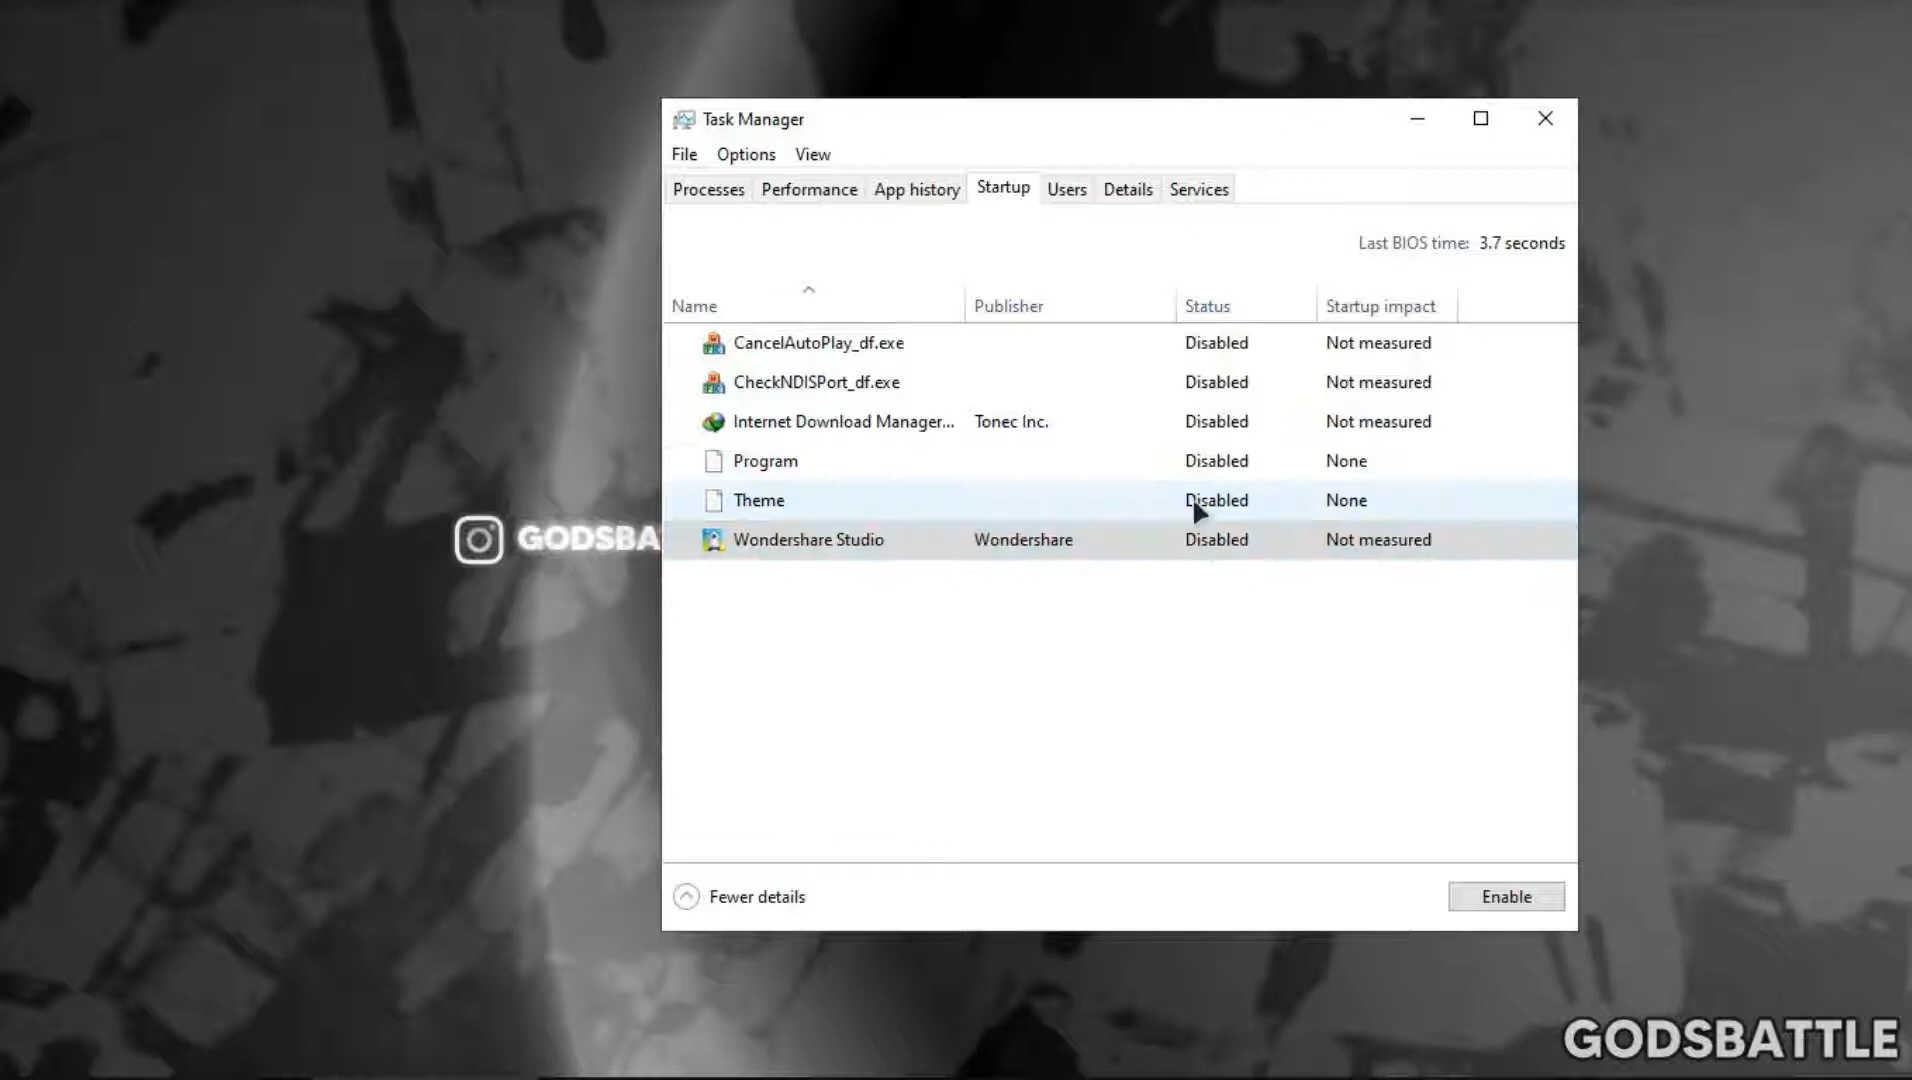 Task Manager
File Options View
Processes Performance App history Startup Users Details Services
Last BIOS time: 3.7 seconds
Name Publisher Status Startup impact
CancelAutoPlay_df.exe Disabled Not measured
CheckNDISPort_df.exe Disabled Not measured
Internet Download Manager... Tonec Inc. Disabled Not measured
Program Disabled None
Theme Disabled None
GODSBA
Wondershare Studio Wondershare Disabled Not measured
Fewer details Enable
GODSBATTLE